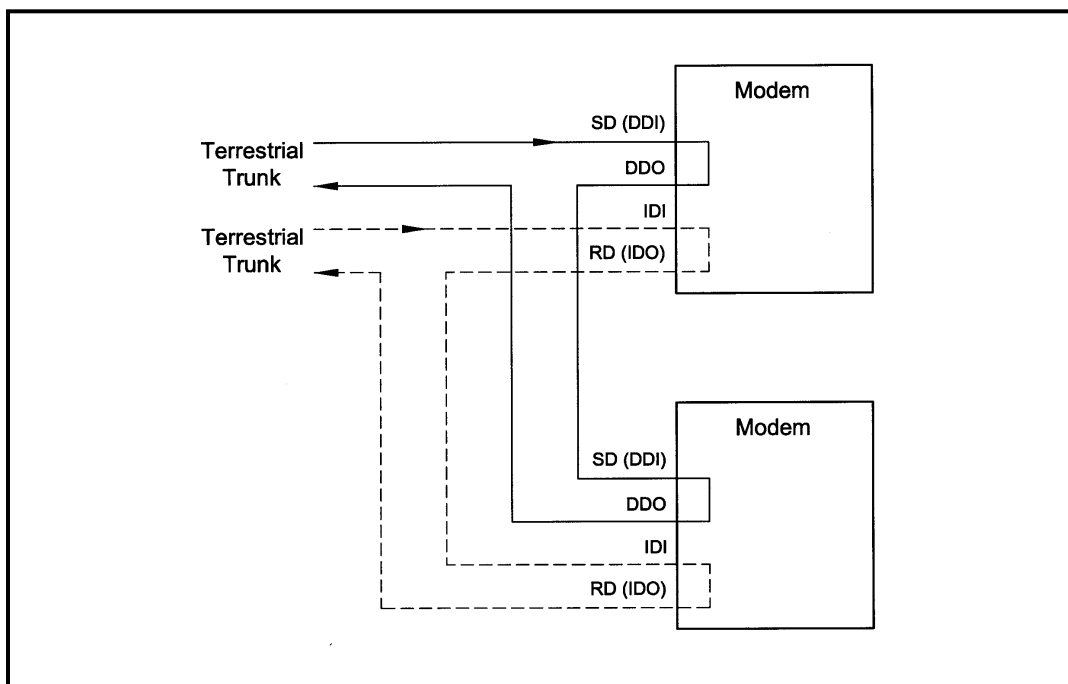 Modem
SD (DDI)
Terrestrial
Trunk
DDO
IDI
Terrestrial
Trunk
RD (IDO)
Modem
SD (DDI)
DDO
IDI
RD (IDO)